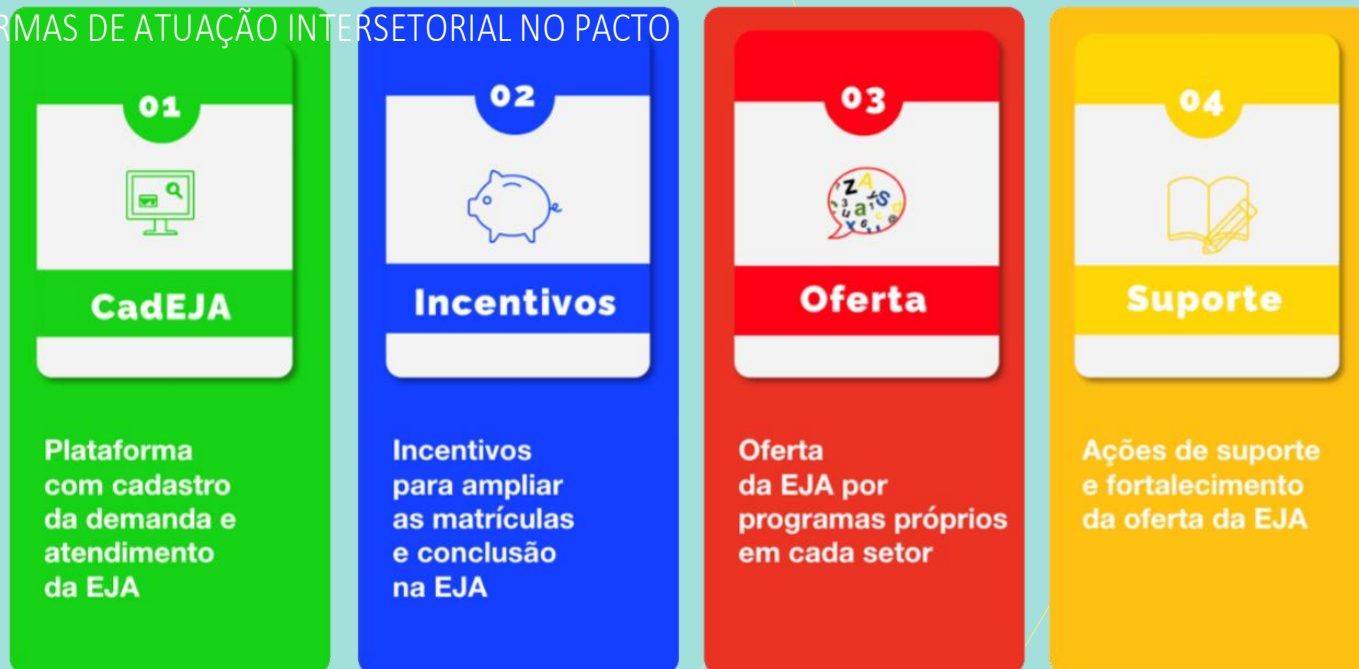 RMAS DE ATUAÇÃO INTERSETORIAL NO PACTO
01
CadEJA
Plataforma
com cadastro
da demanda e
atendimento
da EJA
02
Incentivos
Incentivos
para ampliar
as matrículas
e conclusão
na EJA
03
Oferta
Oferta
da EJA por
programas próprios
em cada setor
04
Suporte
Ações de suporte
e fortalecimento
da oferta da EJA